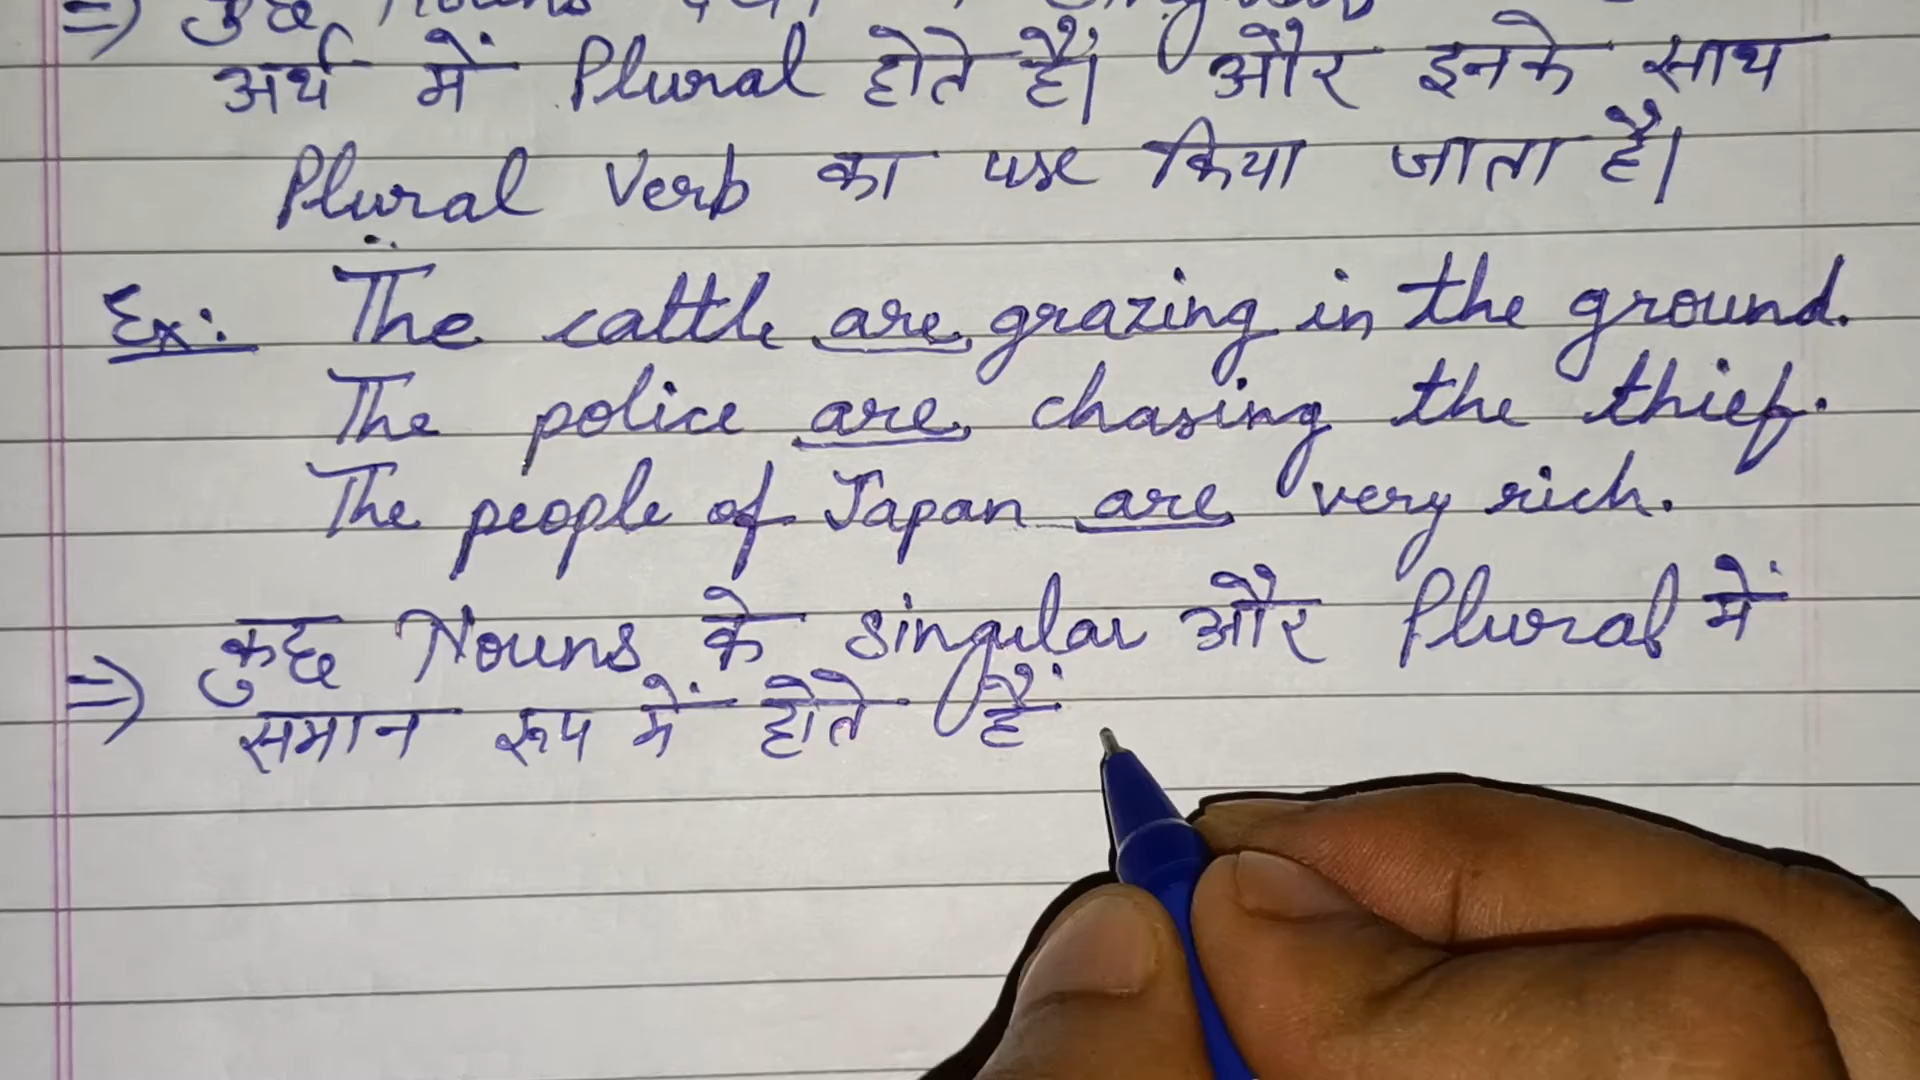 ⇒ कुछ Nouns
अर्थ में Plural होते हैं। और इनके साथ
Plural Verb का use किया जाता है।
Ex: The cattle are grazing in the ground.
The police are chasing the thief.
The people of Japan are very rich.
⇒ कुछ Nouns के singular और Plural में
समान रूप में होते हैं